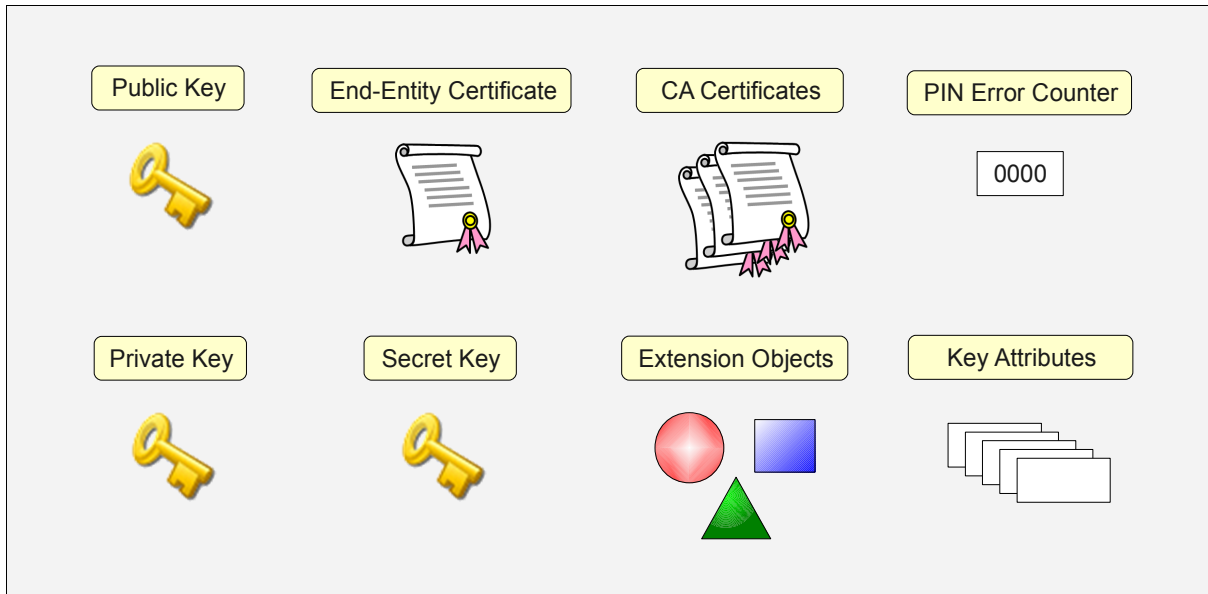 Public Key
End-Entity Certificate
CA Certificates
PIN Error Counter
0000
Private Key
Secret Key
Extension Objects
Key Attributes